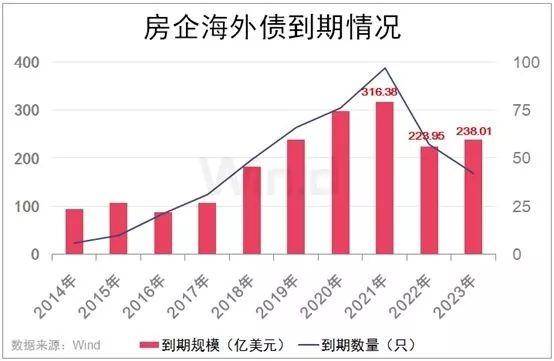 房企海外债到期情况
400
300
200
100
0
100
75
50
25
0
316.38
223.95
238.01
Wind
2014年
2015年
2016年
2017年
2018年
2019年
2020年
2021年
2022年
2023年
数据来源：Wind
到期规模（亿美元）
到期数量（只）